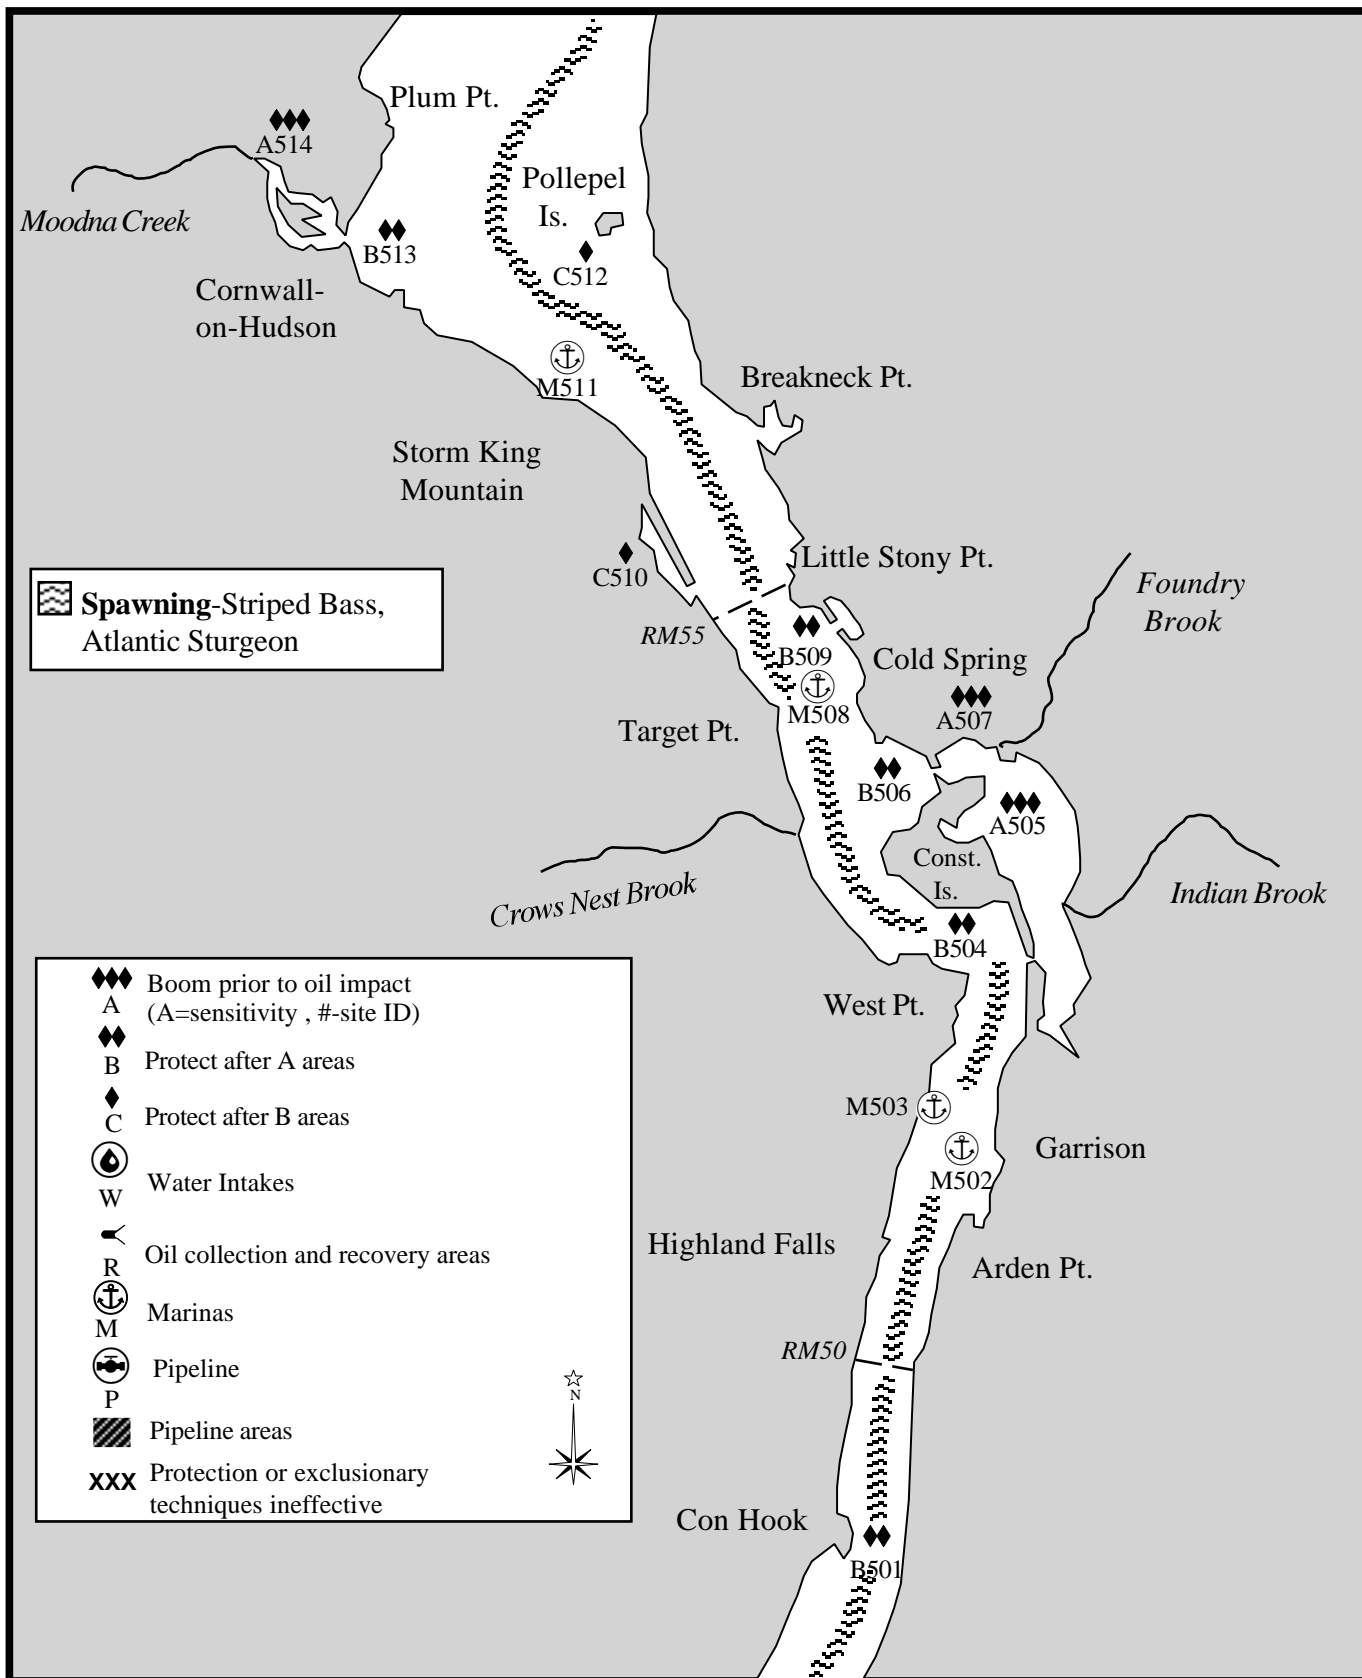 Plum Pt.
A514
Pollepel
Is.
Moodna Creek
B513
C512
Cornwall-
on-Hudson
M511
Breakneck Pt.
Storm King
Mountain
C510
Little Stony Pt.
Spawning-Striped Bass,
Atlantic Sturgeon
Foundry
Brook
RM55
B509
Cold Spring
A507
M508
Target Pt.
B506
A505
Const.
Is.
Crows Nest Brook
Indian Brook
B504
West Pt.
A
Boom prior to oil impact
(A=sensitivity , #-site ID)
B
Protect after A areas
C
Protect after B areas
W
Water Intakes
R
Oil collection and recovery areas
M
Marinas
P
Pipeline
Pipeline areas
XXX
Protection or exclusionary
techniques ineffective
N
M503
Garrison
M502
Highland Falls
Arden Pt.
RM50
Con Hook
B501